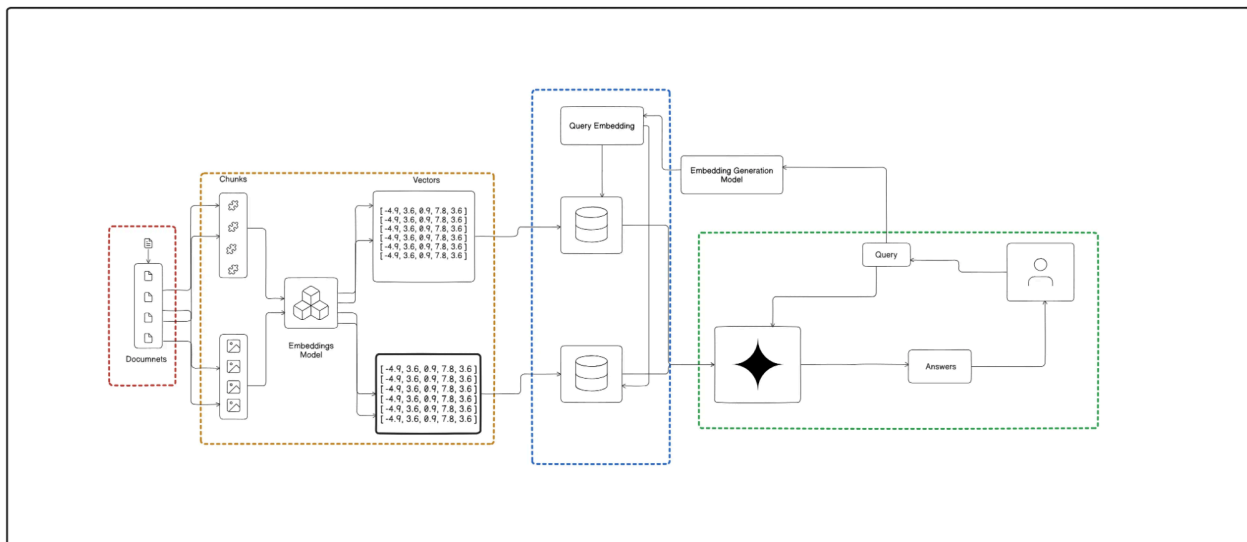 Documnets
Chunks
Embeddings
Model
Vectors
[ -4.9, 3.6, 0.9, 7.8, 3.6 ]
[ -4.9, 3.6, 0.9, 7.8, 3.6 ]
[ -4.9, 3.6, 0.9, 7.8, 3.6 ]
[ -4.9, 3.6, 0.9, 7.8, 3.6 ]
[ -4.9, 3.6, 0.9, 7.8, 3.6 ]
[ -4.9, 3.6, 0.9, 7.8, 3.6 ]
[ -4.9, 3.6, 0.9, 7.8, 3.6 ]
[ -4.9, 3.6, 0.9, 7.8, 3.6 ]
[ -4.9, 3.6, 0.9, 7.8, 3.6 ]
[ -4.9, 3.6, 0.9, 7.8, 3.6 ]
[ -4.9, 3.6, 0.9, 7.8, 3.6 ]
[ -4.9, 3.6, 0.9, 7.8, 3.6 ]
Query Embedding
Embedding Generation
Model
Query
Answers